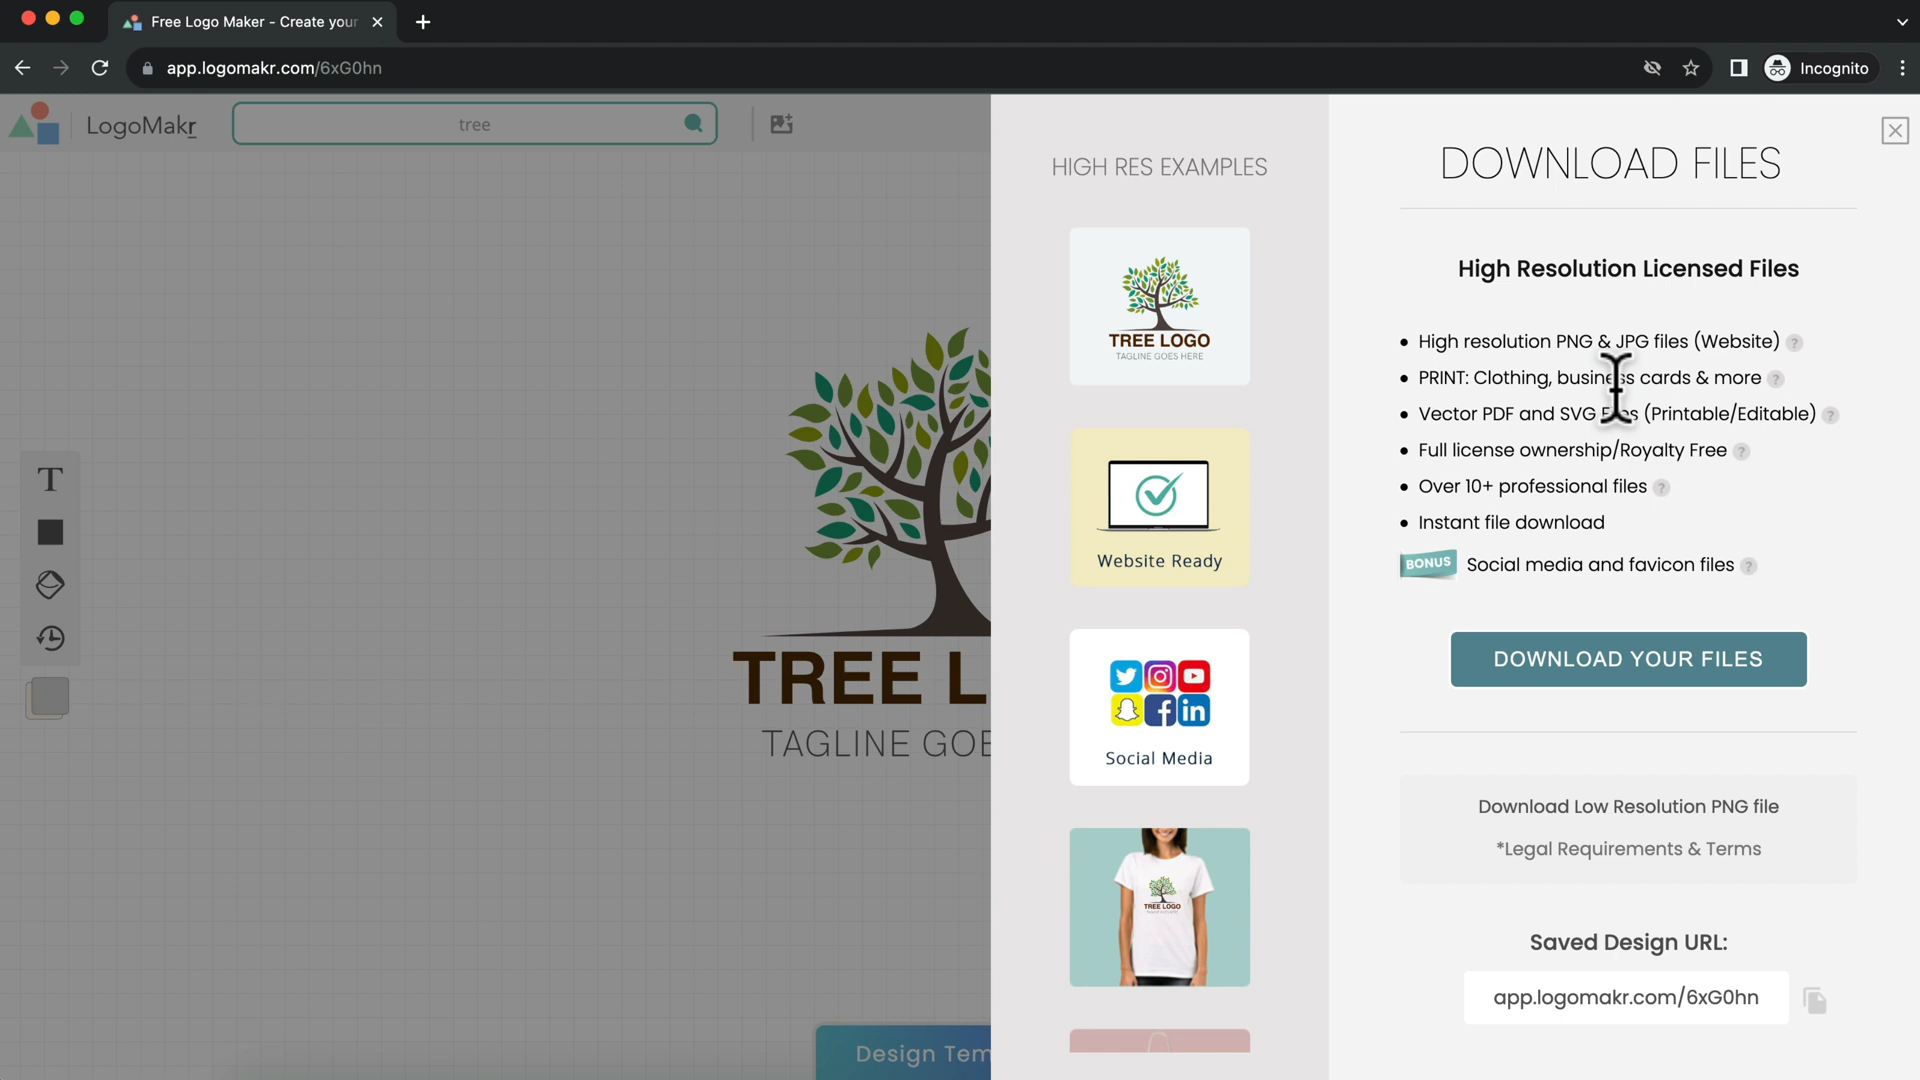 Free Logo Maker - Create your
app.logomakr.com/6xG0hn
Incognito
LogoMakr
tree
HIGH RES EXAMPLES
DOWNLOAD FILES
High Resolution Licensed Files
TREE LOGO
TAGLINE GOES HERE
• High resolution PNG & JPG files (Website) ?
• PRINT: Clothing, business cards & more ?
• Vector PDF and SVG Files (Printable/Editable) ?
• Full license ownership/Royalty Free ?
• Over 10+ professional files ?
• Instant file download
BONUS Social media and favicon files ?
Website Ready
T
TREE L
TAGLINE GOE
DOWNLOAD YOUR FILES
Social Media
Download Low Resolution PNG file
*Legal Requirements & Terms
TREE LOGO
Saved Design URL:
app.logomakr.com/6xG0hn
Design Tem